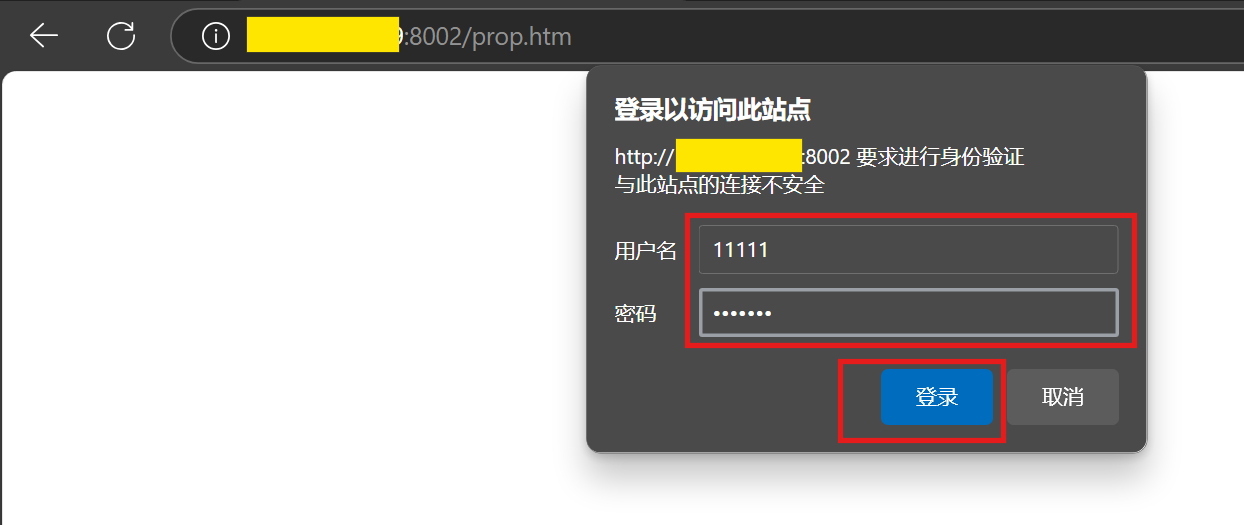 9:8002/prop.htm
登录以访问此站点
http:// :8002 要求进行身份验证
与此站点的连接不安全
用户名 11111
密码 •••••••
登录 取消